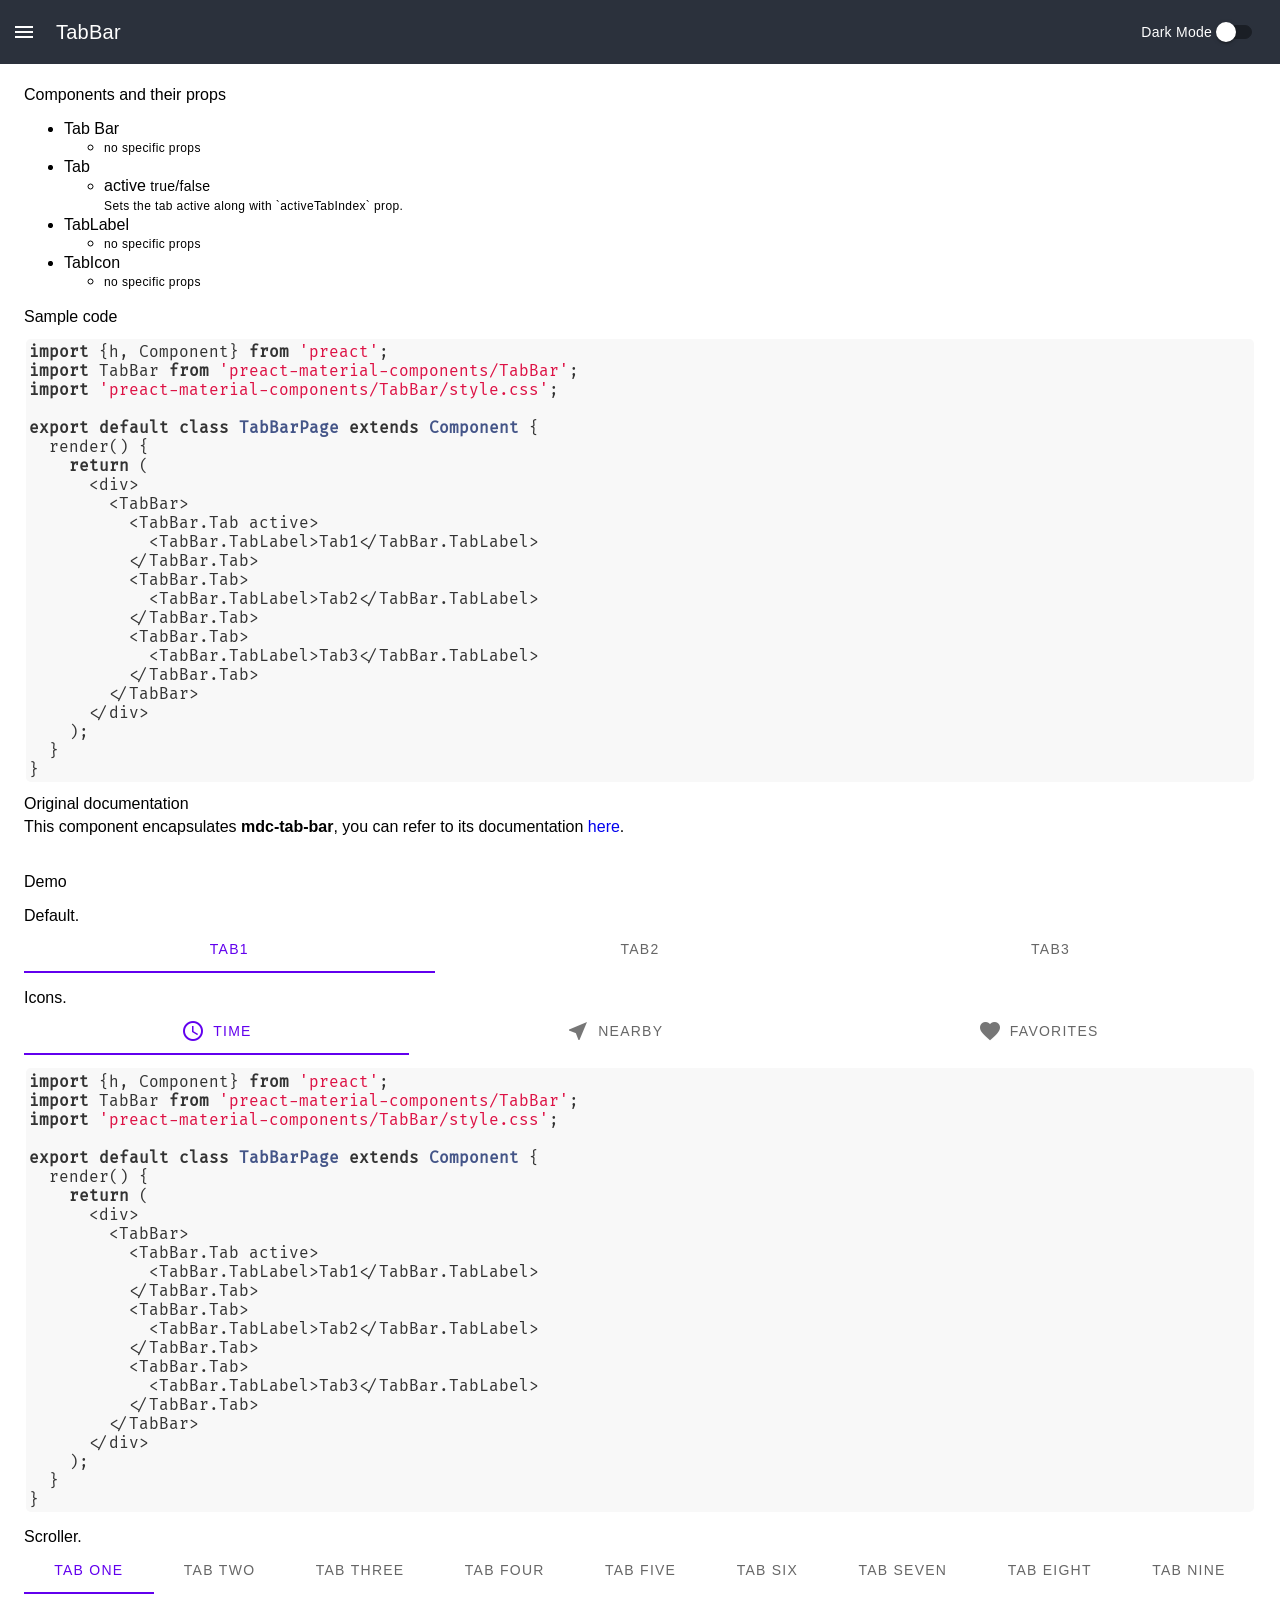 TabBar
Dark Mode
Components and their props
Tab Bar
no specific props
Tab
active true/false
Sets the tab active along with `activeTabIndex` prop.
TabLabel
no specific props
TabIcon
no specific props
Sample code
import {h, Component} from 'preact';
import TabBar from 'preact-material-components/TabBar';
import 'preact-material-components/TabBar/style.css';
export default class TabBarPage extends Component {
render() {
return (
<div>
<TabBar>
<TabBar.Tab active>
<TabBar.TabLabel>Tab1</TabBar.TabLabel>
</TabBar.Tab>
<TabBar.Tab>
<TabBar.TabLabel>Tab2</TabBar.TabLabel>
</TabBar.Tab>
<TabBar.Tab>
<TabBar.TabLabel>Tab3</TabBar.TabLabel>
</TabBar.Tab>
</TabBar>
</div>
);
}
}
Original documentation
This component encapsulates mdc-tab-bar, you can refer to its documentation here.
Demo
Default.
TAB1 TAB2 TAB3
Icons.
TIME NEARBY FAVORITES
import {h, Component} from 'preact';
import TabBar from 'preact-material-components/TabBar';
import 'preact-material-components/TabBar/style.css';
export default class TabBarPage extends Component {
render() {
return (
<div>
<TabBar>
<TabBar.Tab active>
<TabBar.TabLabel>Tab1</TabBar.TabLabel>
</TabBar.Tab>
<TabBar.Tab>
<TabBar.TabLabel>Tab2</TabBar.TabLabel>
</TabBar.Tab>
<TabBar.Tab>
<TabBar.TabLabel>Tab3</TabBar.TabLabel>
</TabBar.Tab>
</TabBar>
</div>
);
}
}
Scroller.
TAB ONE TAB TWO TAB THREE TAB FOUR TAB FIVE TAB SIX TAB SEVEN TAB EIGHT TAB NINE